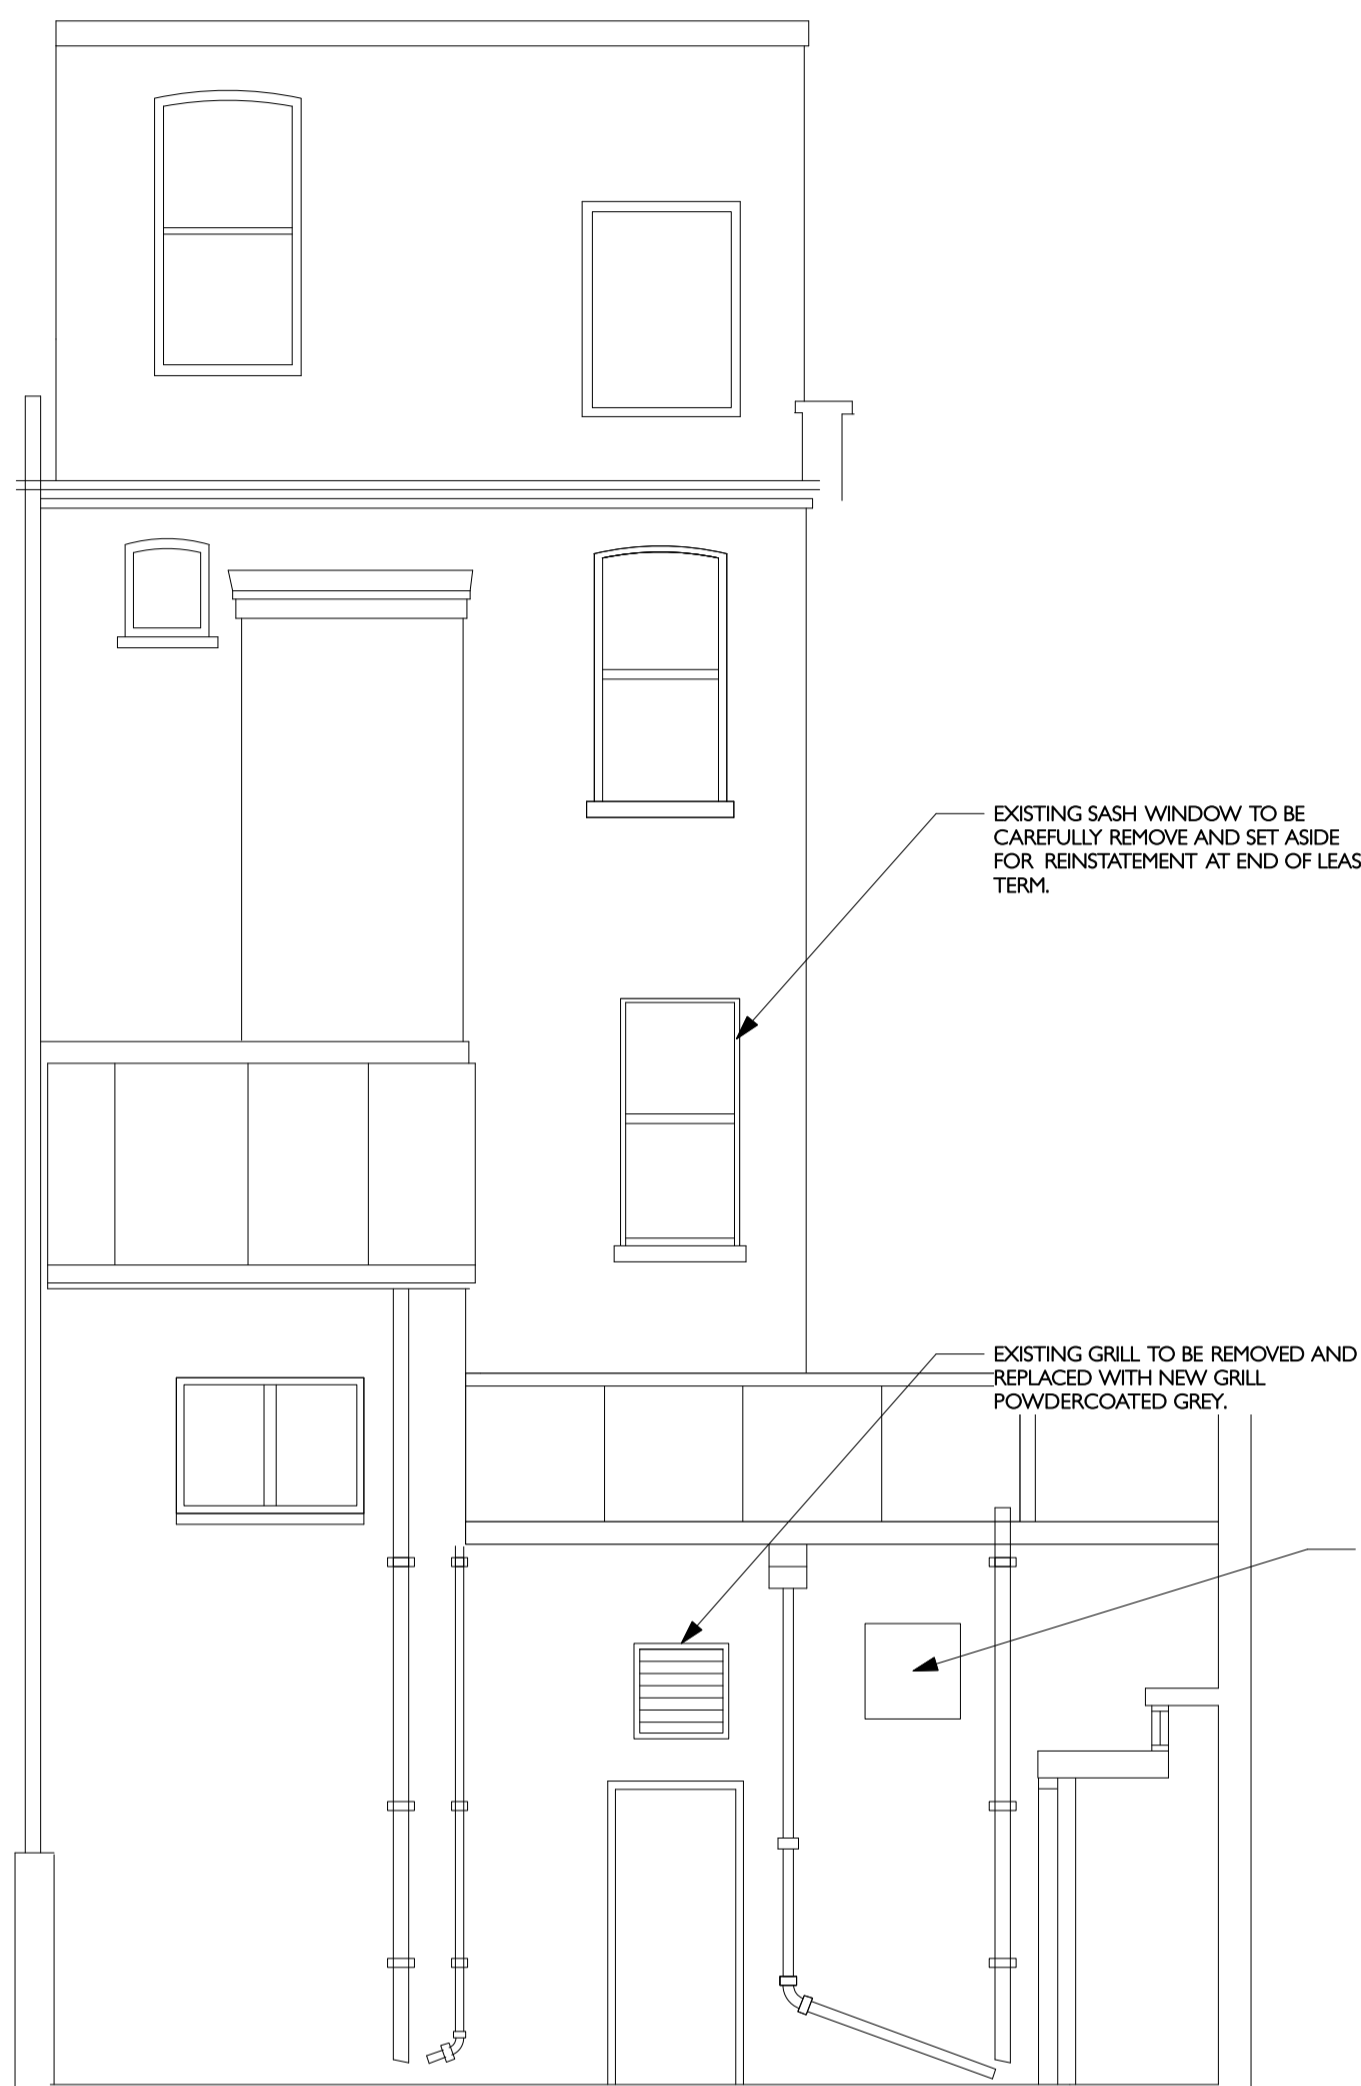 EXISTING SASH WINDOW TO BE
CAREFULLY REMOVE AND SET ASIDE
FOR REINSTATEMENT AT END OF LEAS
TERM.
EXISTING GRILL TO BE REMOVED AND
REPLACED WITH NEW GRILL
POWDERCOATED GREY.